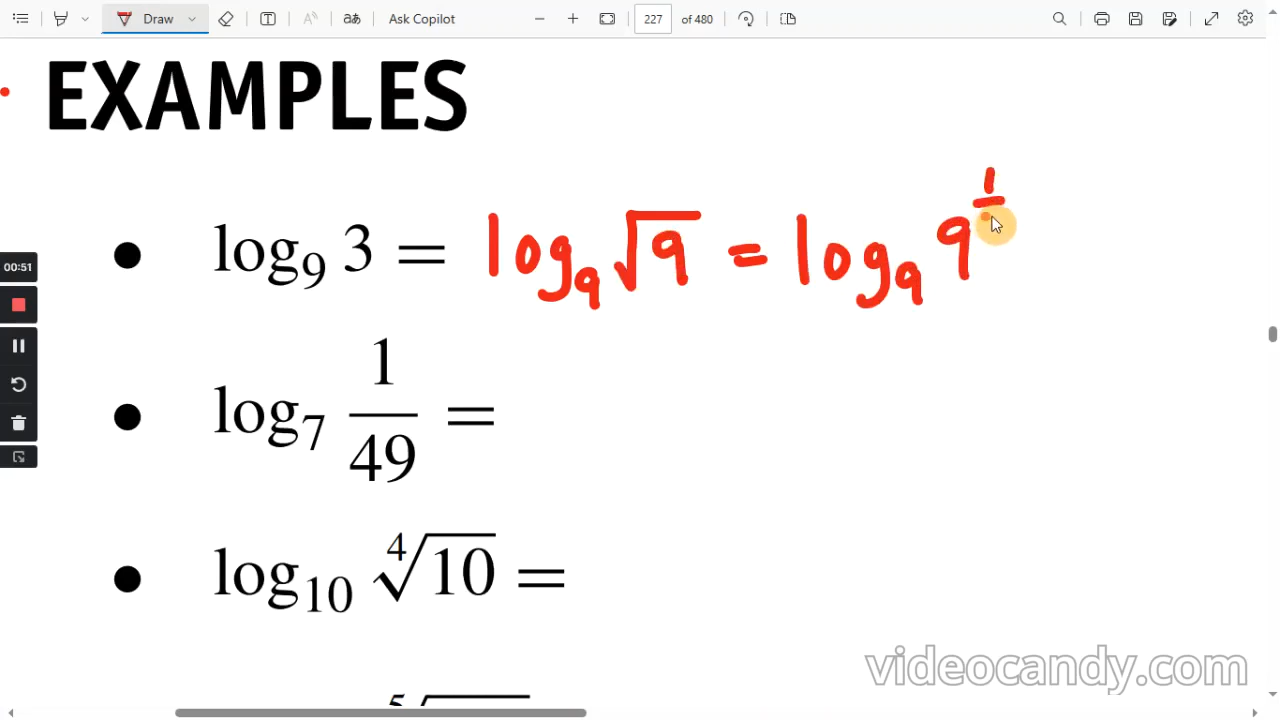 Draw Ask Copilot 227 of 480
EXAMPLES
• log₉ 3 = log₉ √9 = log₉ 9^1/
00:51
• log₇ 1/49 =
• log₁₀ ⁴√10 =
videocandy.com
5√